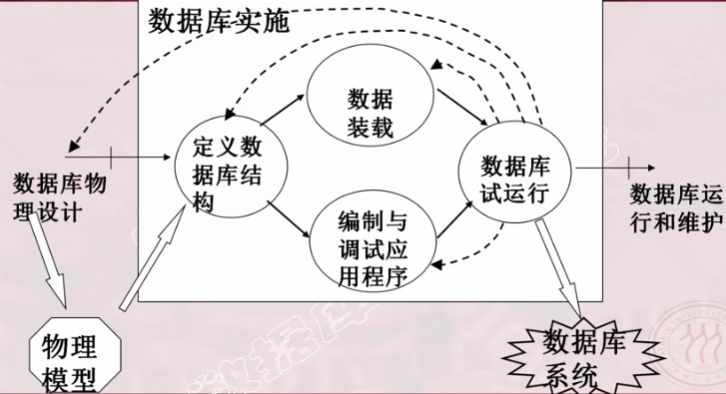 数据库实施
数据
装载
定义数
据库结
构
数据库
试运行
数据库物
理设计
数据库运
行和维护
编制与
调试应
用程序
物理
模型
数据库
系统